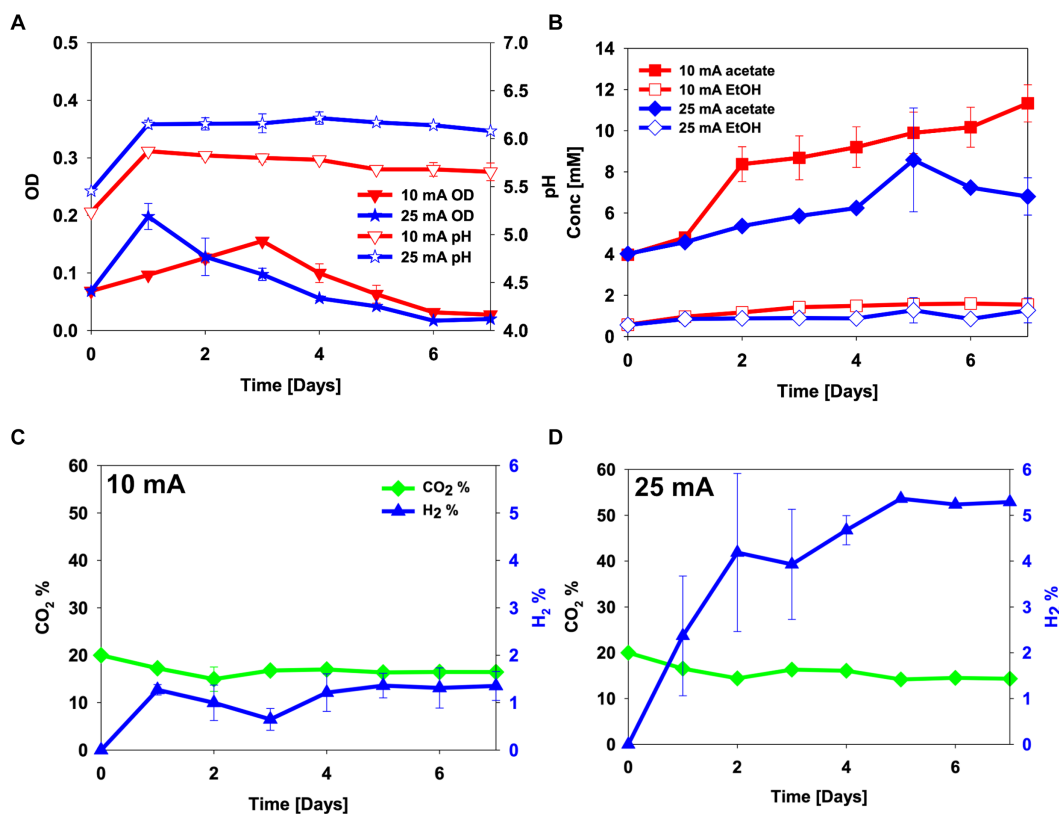 A
0.5
0.4
0.3
0.2
0.1
0.0
OD
7.0
6.5
6.0
5.5
5.0
4.5
4.0
pH
10 mA OD
25 mA OD
10 mA pH
25 mA pH
0 2 4 6
Time [Days]
B
14
12
10
8
6
4
2
0
Conc [mM]
10 mA acetate
10 mA EtOH
25 mA acetate
25 mA EtOH
0 2 4 6
Time [Days]
C
10 mA
60
50
40
30
20
10
0
CO2 %
CO2 %
H2 %
6
5
4
3
2
1
0
H2 %
0 2 4 6
Time [Days]
D
25 mA
60
50
40
30
20
10
0
CO2 %
6
5
4
3
2
1
0
H2 %
0 2 4 6
Time [Days]